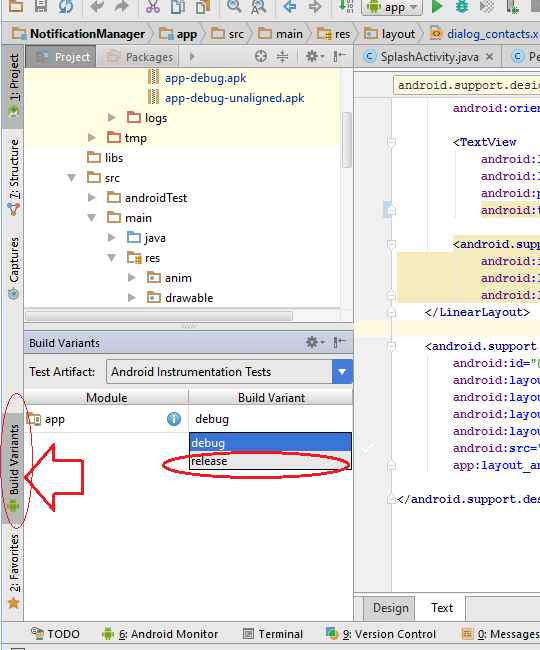 app
NotificationManager app src main res layout dialog_contacts.x
1: Project
Project Packages
SplashActivity.java
Pe
app-debug.apk
app-debug-unaligned.apk
logs
tmp
libs
src
androidTest
main
java
res
anim
drawable
7: Structure
Captures
Build Variants
2: Favorites
Build Variants
Test Artifact: Android Instrumentation Tests
Module Build Variant
app debug
debug
release
android.support.desi
android:orien
<TextView
android:l
android:l
android:p
android:t
<android.supp
android:i
android:l
android:l
</LinearLayout>
<android.support.
android:id="@
android:layou
android:layou
android:layou
android:layou
android:src="
app:layout_an
</android.support.des
Design Text
TODO 6: Android Monitor Terminal 9: Version Control 0: Messages